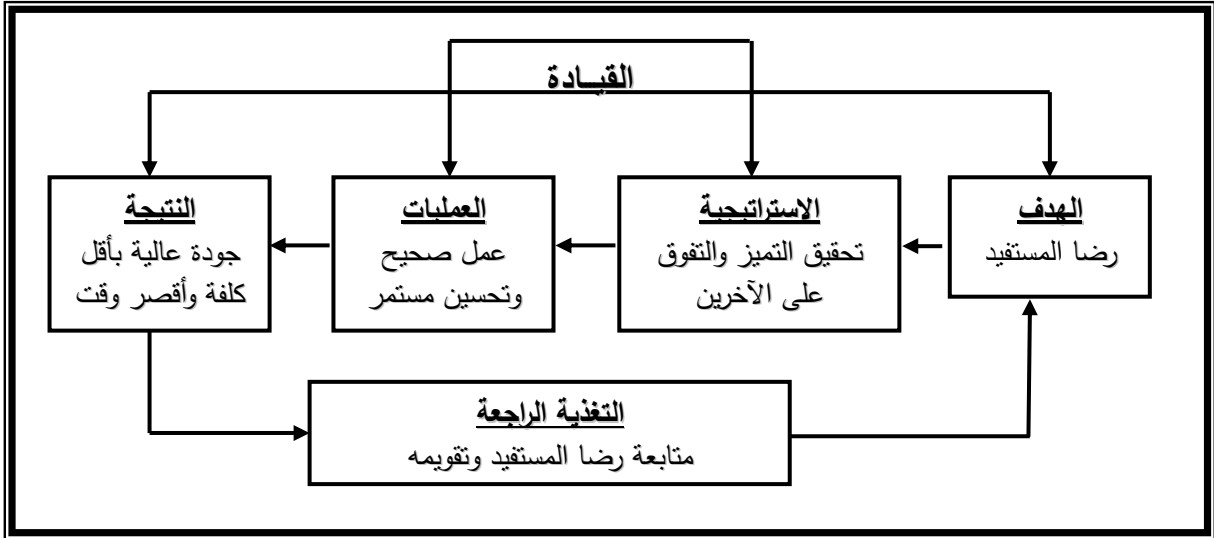 القيــادة
الهدف
رضا المستفيد
الاستراتيجية
تحقيق التميز والتفوق
على الآخرين
العمليات
عمل صحيح
وتحسين مستمر
النتيجة
جودة عالية بأقل
كلفة وأقصر وقت
التغذية الراجعة
متابعة رضا المستفيد وتقويمه